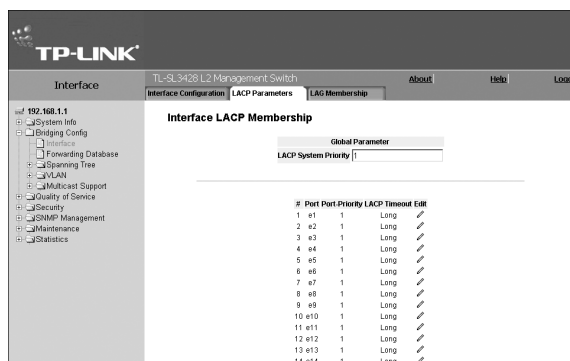 TP-LINK
Interface
TL-SL3428 L2 Management Switch
About
Help
Interface Configuration
LACP Parameters
LAG Membership
192.168.1.1
System Info
Bridging Config
Interface
Forwarding Database
Spanning Tree
VLAN
Multicast Support
Quality of Service
Security
SNMP Management
Maintenance
Statistics
Interface LACP Membership
Global Parameter
LACP System Priority 1
# Port Port-Priority LACP Timeout Edit
1 e1 1 Long
2 e2 1 Long
3 e3 1 Long
4 e4 1 Long
5 e5 1 Long
6 e6 1 Long
7 e7 1 Long
8 e8 1 Long
9 e9 1 Long
10 e10 1 Long
11 e11 1 Long
12 e12 1 Long
13 e13 1 Long
14 e14 1 Long